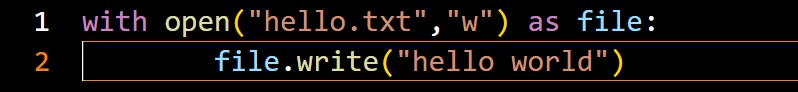 1 with open("hello.txt","w") as file:
2         file.write("hello world")